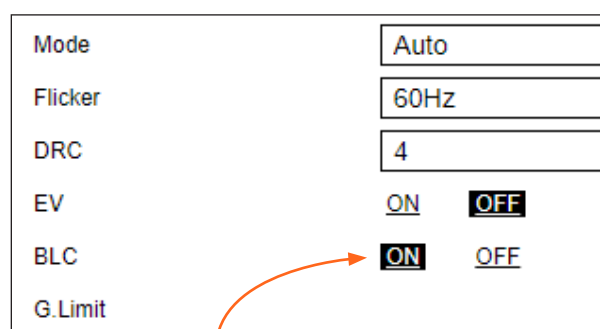 Mode Auto
Flicker 60Hz
DRC 4
EV ON OFF
BLC ON OFF
G.Limit